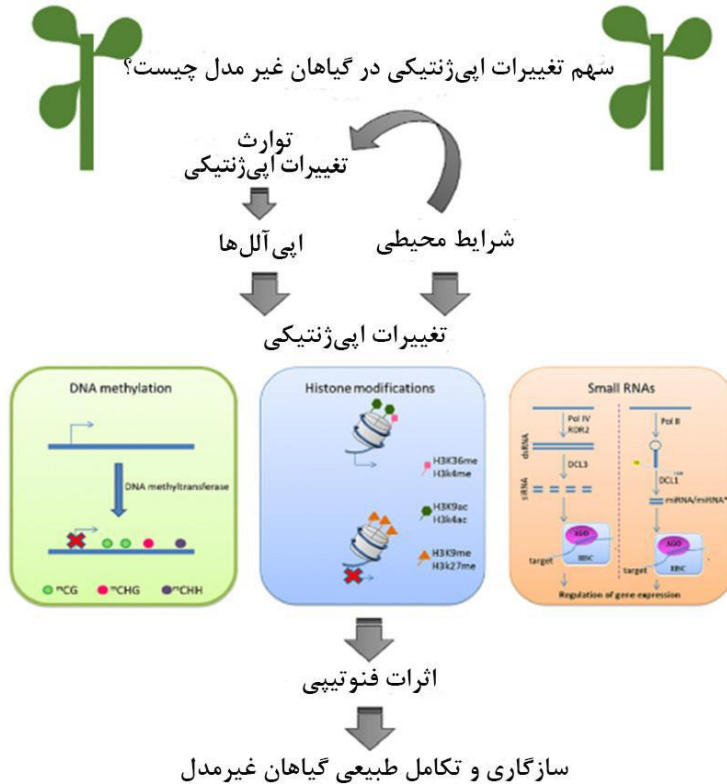 سهم تغییرات اپی‌ژنتیکی در گیاهان غیر مدل چیست؟
توارث
تغییرات اپی‌ژنتیکی
اپی‌آلل‌ها
شرایط محیطی
تغییرات اپی‌ژنتیکی
DNA methylation
DNA methyltransferase
mCG mCHG mCHH
Histone modifications
H3K36me
H3k4me
H3K9ac
H3k4ac
H3K9me
H3k27me
Small RNAs
Pol IV
RDR2
dsRNA
DCL3
siRNA
AGO
RISC
target
Pol II
DCL1
miRNA/miRNA*
AGO
RISC
target
Regulation of gene expression
اثرات فنوتیپی
سازگاری و تکامل طبیعی گیاهان غیرمدل